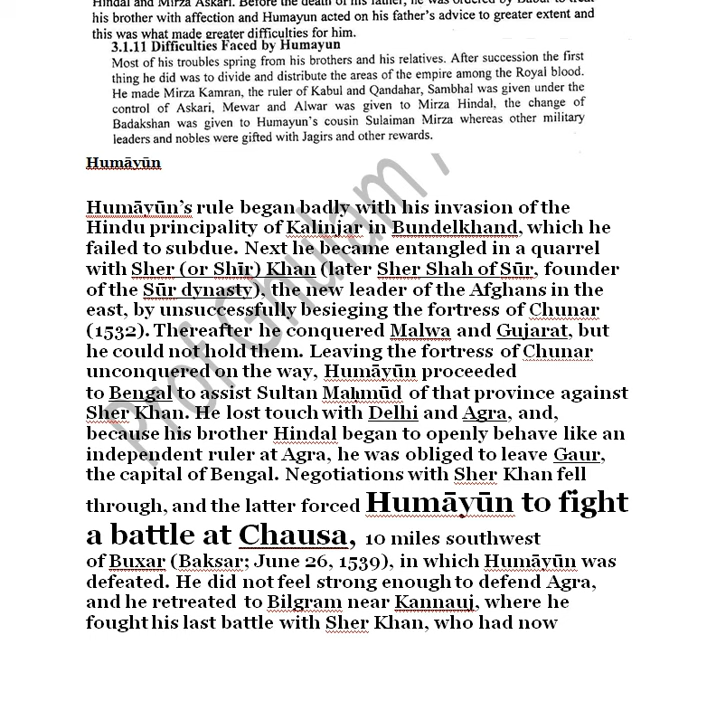 Hindal and Mirza Askari. Before the death of his father, he was ordered by Babur to treat
his brother with affection and Humayun acted on his father's advice to greater extent and
this was what made greater difficulties for him.
3.1.11 Difficulties Faced by Humayun
Most of his troubles spring from his brothers and his relatives. After succession the first
thing he did was to divide and distribute the areas of the empire among the Royal blood.
He made Mirza Kamran, the ruler of Kabul and Qandahar, Sambhal was given under the
control of Askari, Mewar and Alwar was given to Mirza Hindal, the change of
Badakshan was given to Humayun's cousin Sulaiman Mirza whereas other military
leaders and nobles were gifted with Jagirs and other rewards.
Humāyūn
Humāyūn's rule began badly with his invasion of the
Hindu principality of Kalinjar in Bundelkhand, which he
failed to subdue. Next he became entangled in a quarrel
with Sher (or Shīr) Khan (later Sher Shah of Sūr, founder
of the Sūr dynasty), the new leader of the Afghans in the
east, by unsuccessfully besieging the fortress of Chunar
(1532). Thereafter he conquered Malwa and Gujarat, but
he could not hold them. Leaving the fortress of Chunar
unconquered on the way, Humāyūn proceeded
to Bengal to assist Sultan Maḥmūd of that province against
Sher Khan. He lost touch with Delhi and Agra, and,
because his brother Hindal began to openly behave like an
independent ruler at Agra, he was obliged to leave Gaur,
the capital of Bengal. Negotiations with Sher Khan fell
through, and the latter forced Humāyūn to fight
a battle at Chausa, 10 miles southwest
of Buxar (Baksar; June 26, 1539), in which Humāyūn was
defeated. He did not feel strong enough to defend Agra,
and he retreated to Bilgram near Kannauj, where he
fought his last battle with Sher Khan, who had now
Prof Ghulam